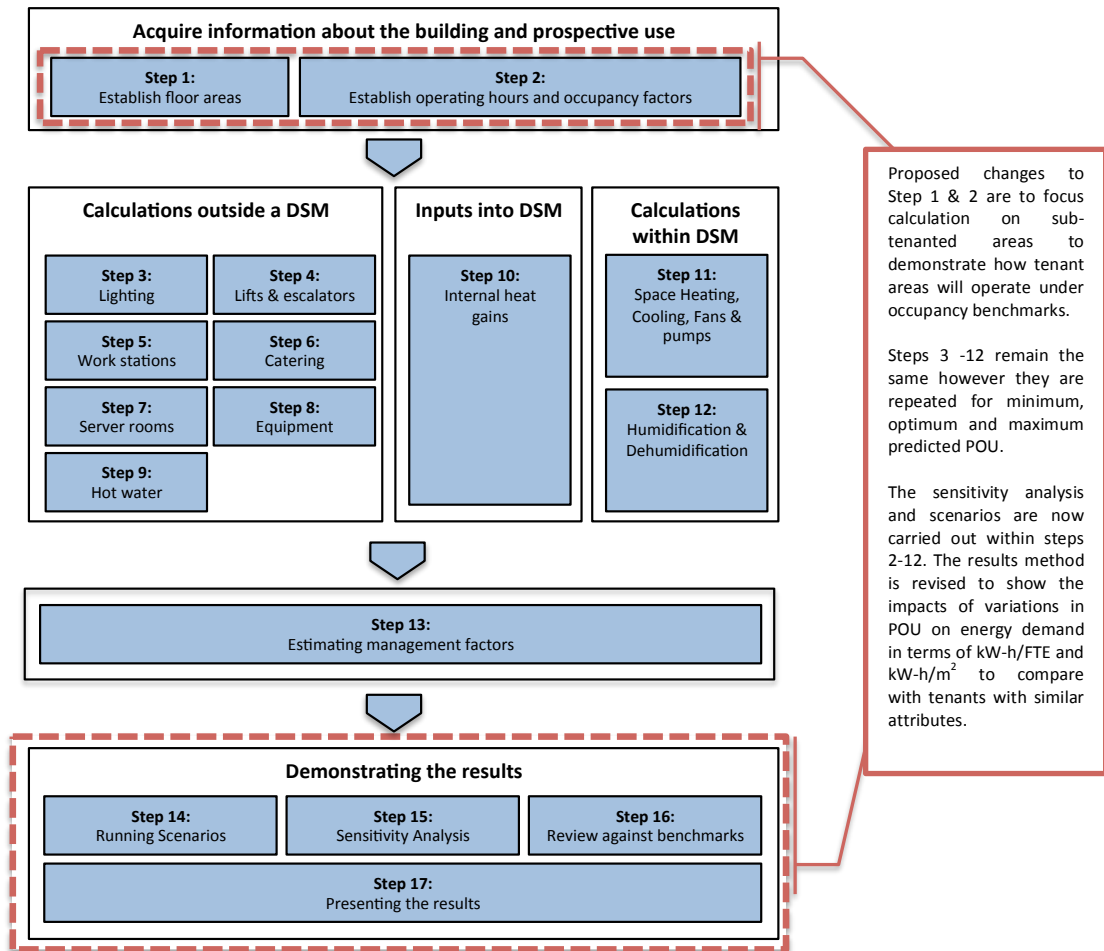 Acquire information about the building and prospective use
Step 1:
Establish floor areas
Step 2:
Establish operating hours and occupancy factors
Calculations outside a DSM
Step 3:
Lighting
Step 4:
Lifts & escalators
Step 5:
Work stations
Step 6:
Catering
Step 7:
Server rooms
Step 8:
Equipment
Step 9:
Hot water
Inputs into DSM
Step 10:
Internal heat
gains
Calculations
within DSM
Step 11:
Space Heating,
Cooling, Fans &
pumps
Step 12:
Humidification &
Dehumidification
Step 13:
Estimating management factors
Demonstrating the results
Step 14:
Running Scenarios
Step 15:
Sensitivity Analysis
Step 16:
Review against benchmarks
Step 17:
Presenting the results
Proposed changes to
Step 1 & 2 are to focus
calculation on sub-
tenanted areas to
demonstrate how tenant
areas will operate under
occupancy benchmarks.
Steps 3 -12 remain the
same however they are
repeated for minimum,
optimum and maximum
predicted POU.
The sensitivity analysis
and scenarios are now
carried out within steps
2-12. The results method
is revised to show the
impacts of variations in
POU on energy demand
in terms of kW-h/FTE and
kW-h/m² to compare
with tenants with similar
attributes.